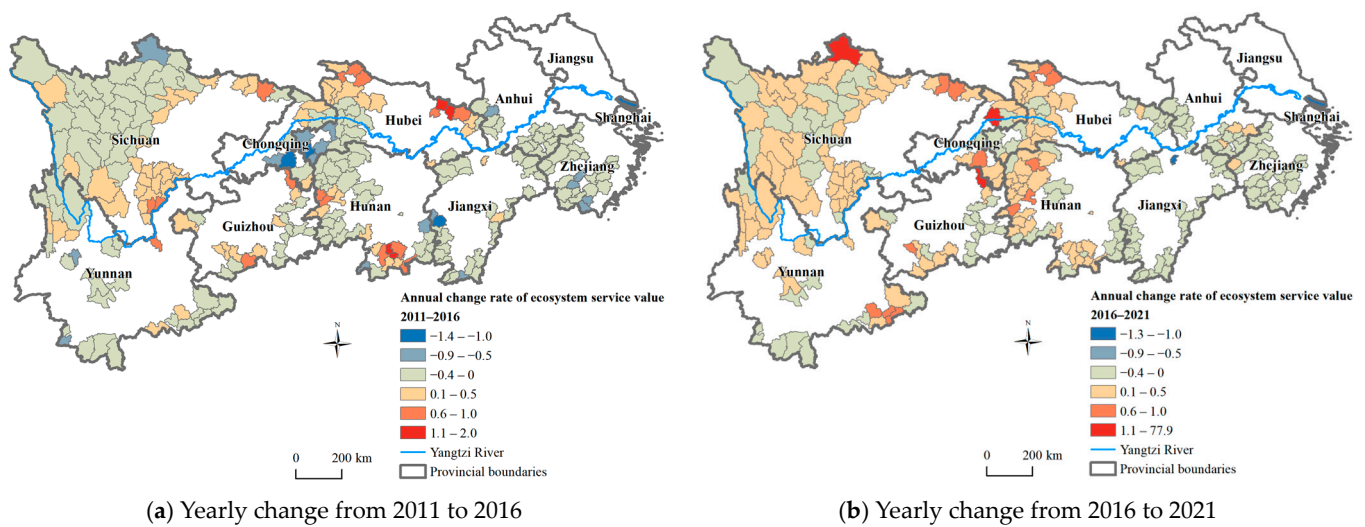 Jiangsu
Anhui
Shanghai
Hubei
Sichuan
Chongqing
Zhejiang
Hunan
Jiangxi
Guizhou
Yunnan
N
Annual change rate of ecosystem service value
2011–2016
−1.4 – −1.0
−0.9 – −0.5
−0.4 – 0
0.1 – 0.5
0.6 – 1.0
1.1 – 2.0
Yangtzi River
Provincial boundaries
0 200 km
(a) Yearly change from 2011 to 2016
Jiangsu
Anhui
Shanghai
Hubei
Sichuan
Chongqing
Zhejiang
Hunan
Jiangxi
Guizhou
Yunnan
N
Annual change rate of ecosystem service value
2016–2021
−1.3 – −1.0
−0.9 – −0.5
−0.4 – 0
0.1 – 0.5
0.6 – 1.0
1.1 – 77.9
Yangtzi River
Provincial boundaries
0 200 km
(b) Yearly change from 2016 to 2021